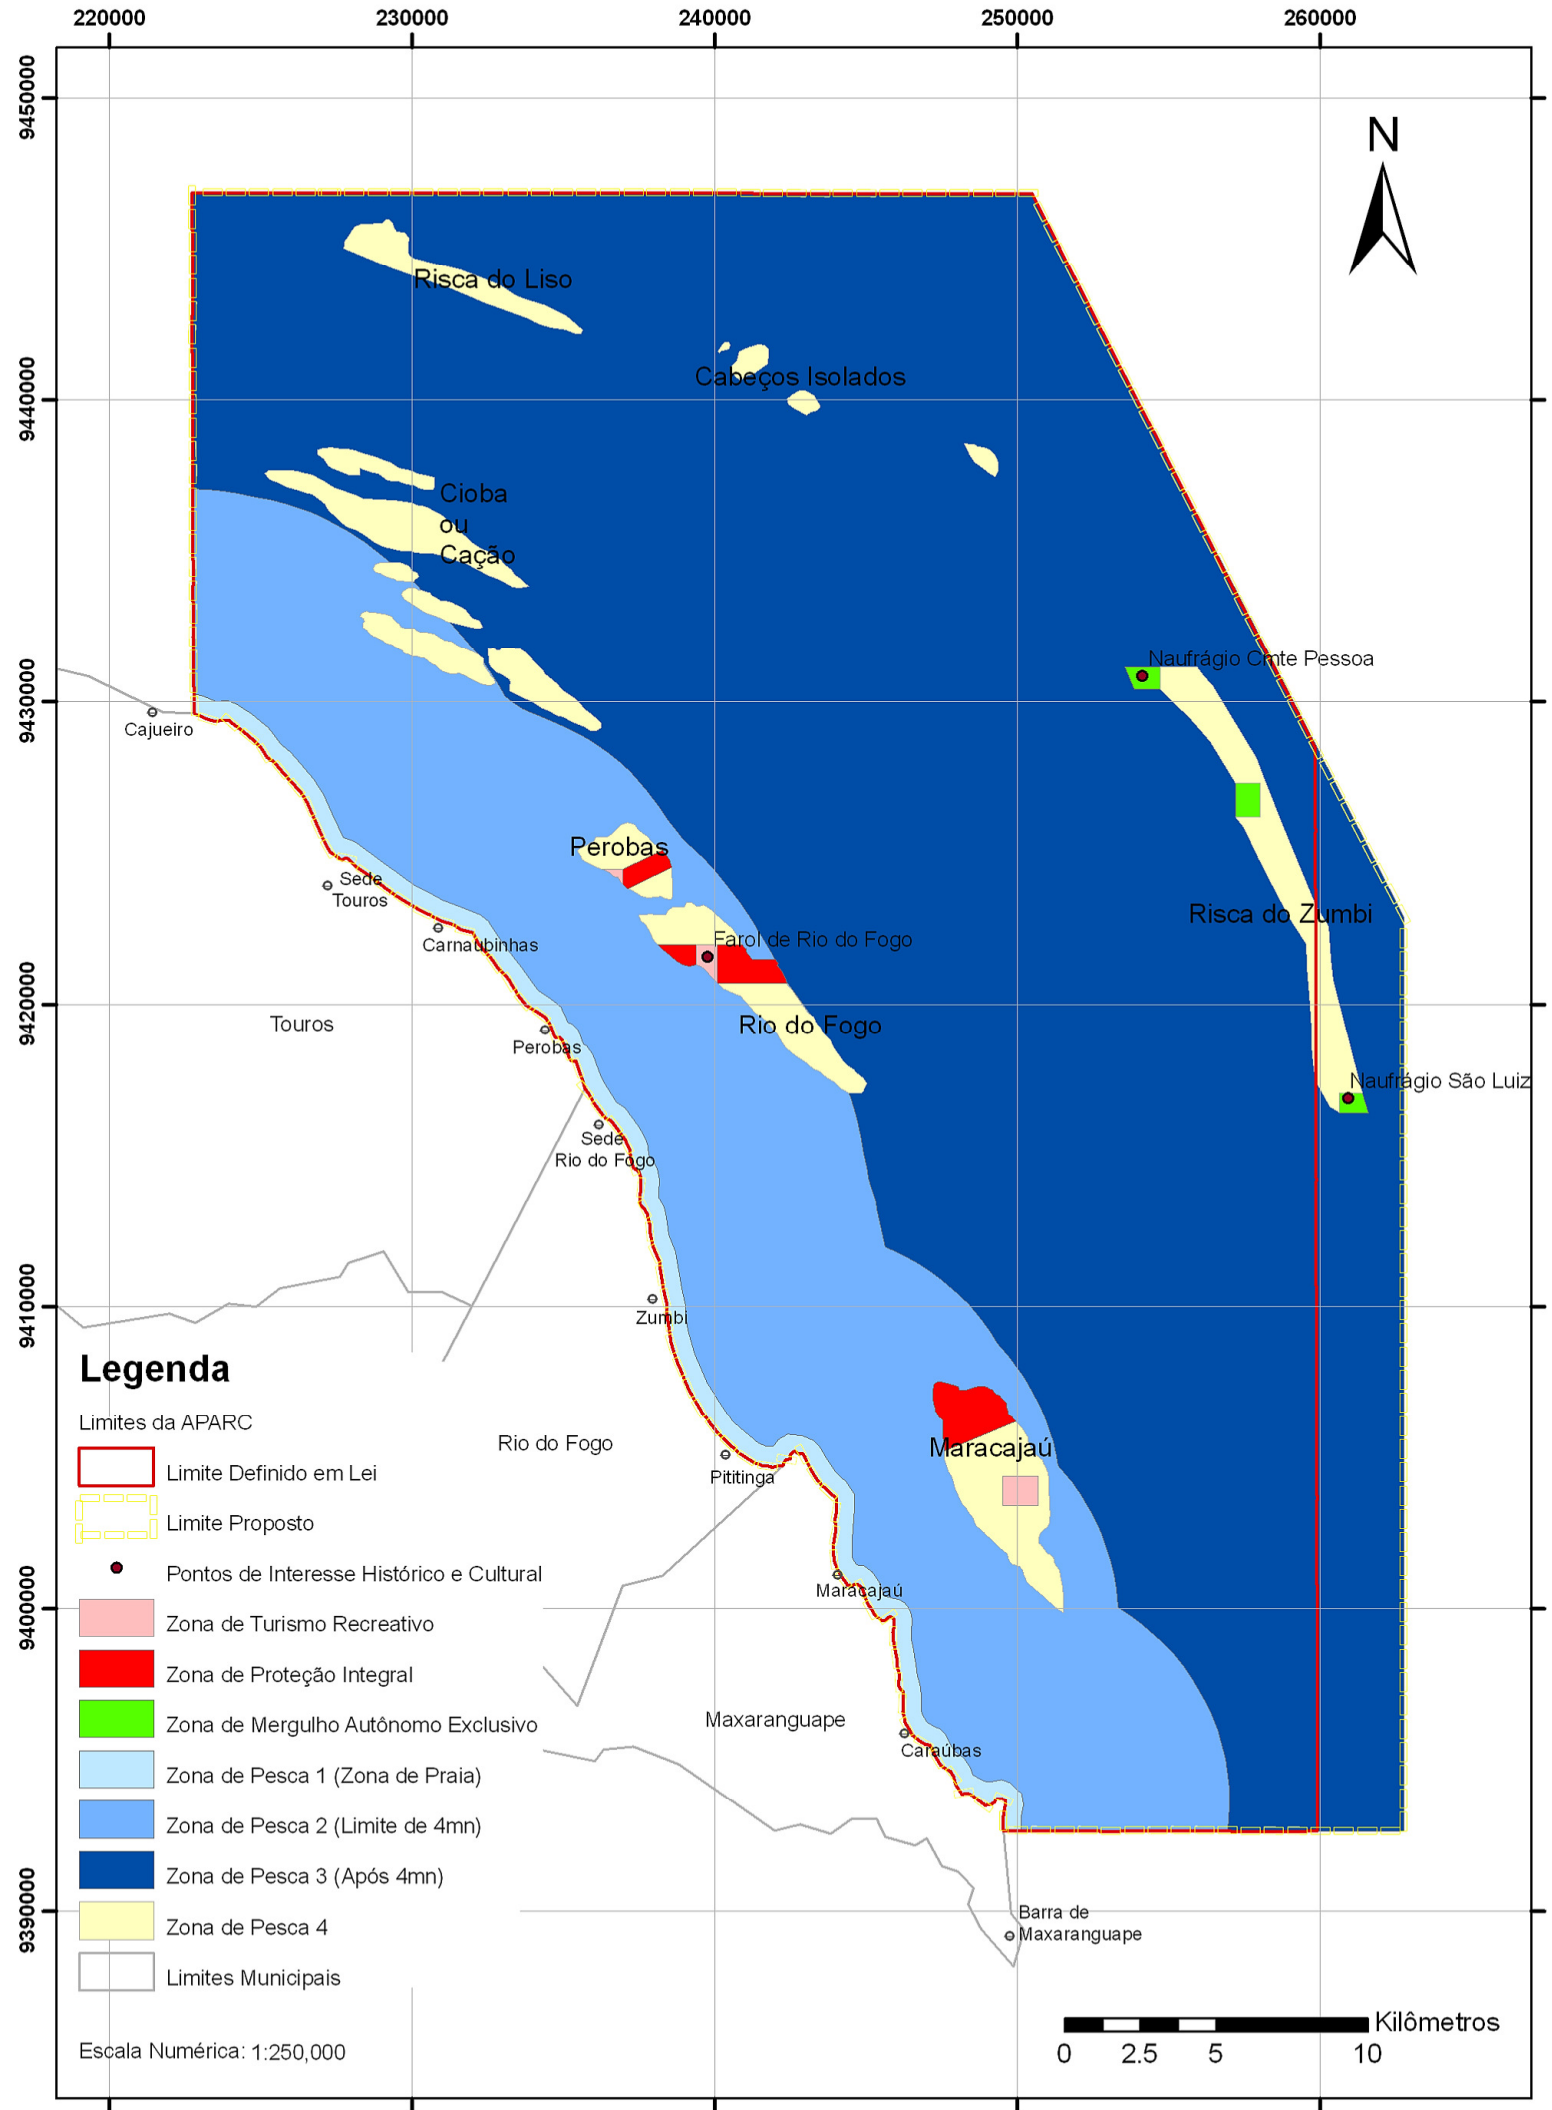 220000 230000 240000 250000 260000
9450000
N
Risca do Liso
Cabeços Isolados
9440000
Cioba
ou
Cação
Naufrágio Cmte Pessoa
9430000
Cajueiro
Perobas
Sede
Touros
Risca do Zumbi
Carnaubinhas
Farol de Rio do Fogo
9420000
Touros
Rio do Fogo
Perobas
Naufrágio São Luiz
Sede
Rio do Fogo
9410000
Zumbi
Rio do Fogo
Maracajaú
Pititinga
9400000
Maracajaú
Maxaranguape
Caraúbas
9390000
Barra de
Maxaranguape
Legenda
Limites da APARC
Limite Definido em Lei
Limite Proposto
Pontos de Interesse Histórico e Cultural
Zona de Turismo Recreativo
Zona de Proteção Integral
Zona de Mergulho Autônomo Exclusivo
Zona de Pesca 1 (Zona de Praia)
Zona de Pesca 2 (Limite de 4mn)
Zona de Pesca 3 (Após 4mn)
Zona de Pesca 4
Limites Municipais
Escala Numérica: 1:250,000
Kilômetros
0 2.5 5 10